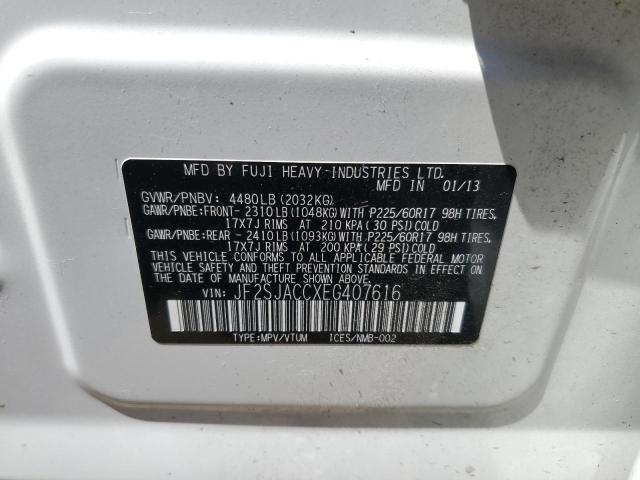 MFD BY FUJI HEAVY INDUSTRIES LTD.
MFD. IN 01/13
GVWR/PNBV: 4480LB (2032KG)
GAWR/PNBE:FRONT- 2310LB (1048KG) WITH P225/60R17 98H TIRES,
17X7J RIMS AT 210 KPA ( 30 PSI) COLD
GAWR/PNBE:REAR - 2410LB (1093KG) WITH P225/60R17 98H TIRES,
17X7J RIMS AT 200 KPA ( 29 PSI) COLD
THIS VEHICLE CONFORMS TO ALL APPLICABLE FEDERAL MOTOR
VEHICLE SAFETY AND THEFT PREVENTION STANDARDS IN EFFECT ON
THE DATE OF MANUFACTURE SHOWN ABOVE.
VIN: JF2SJACCXEG407616
TYPE:MPV/VTUM ICES/NMB-002